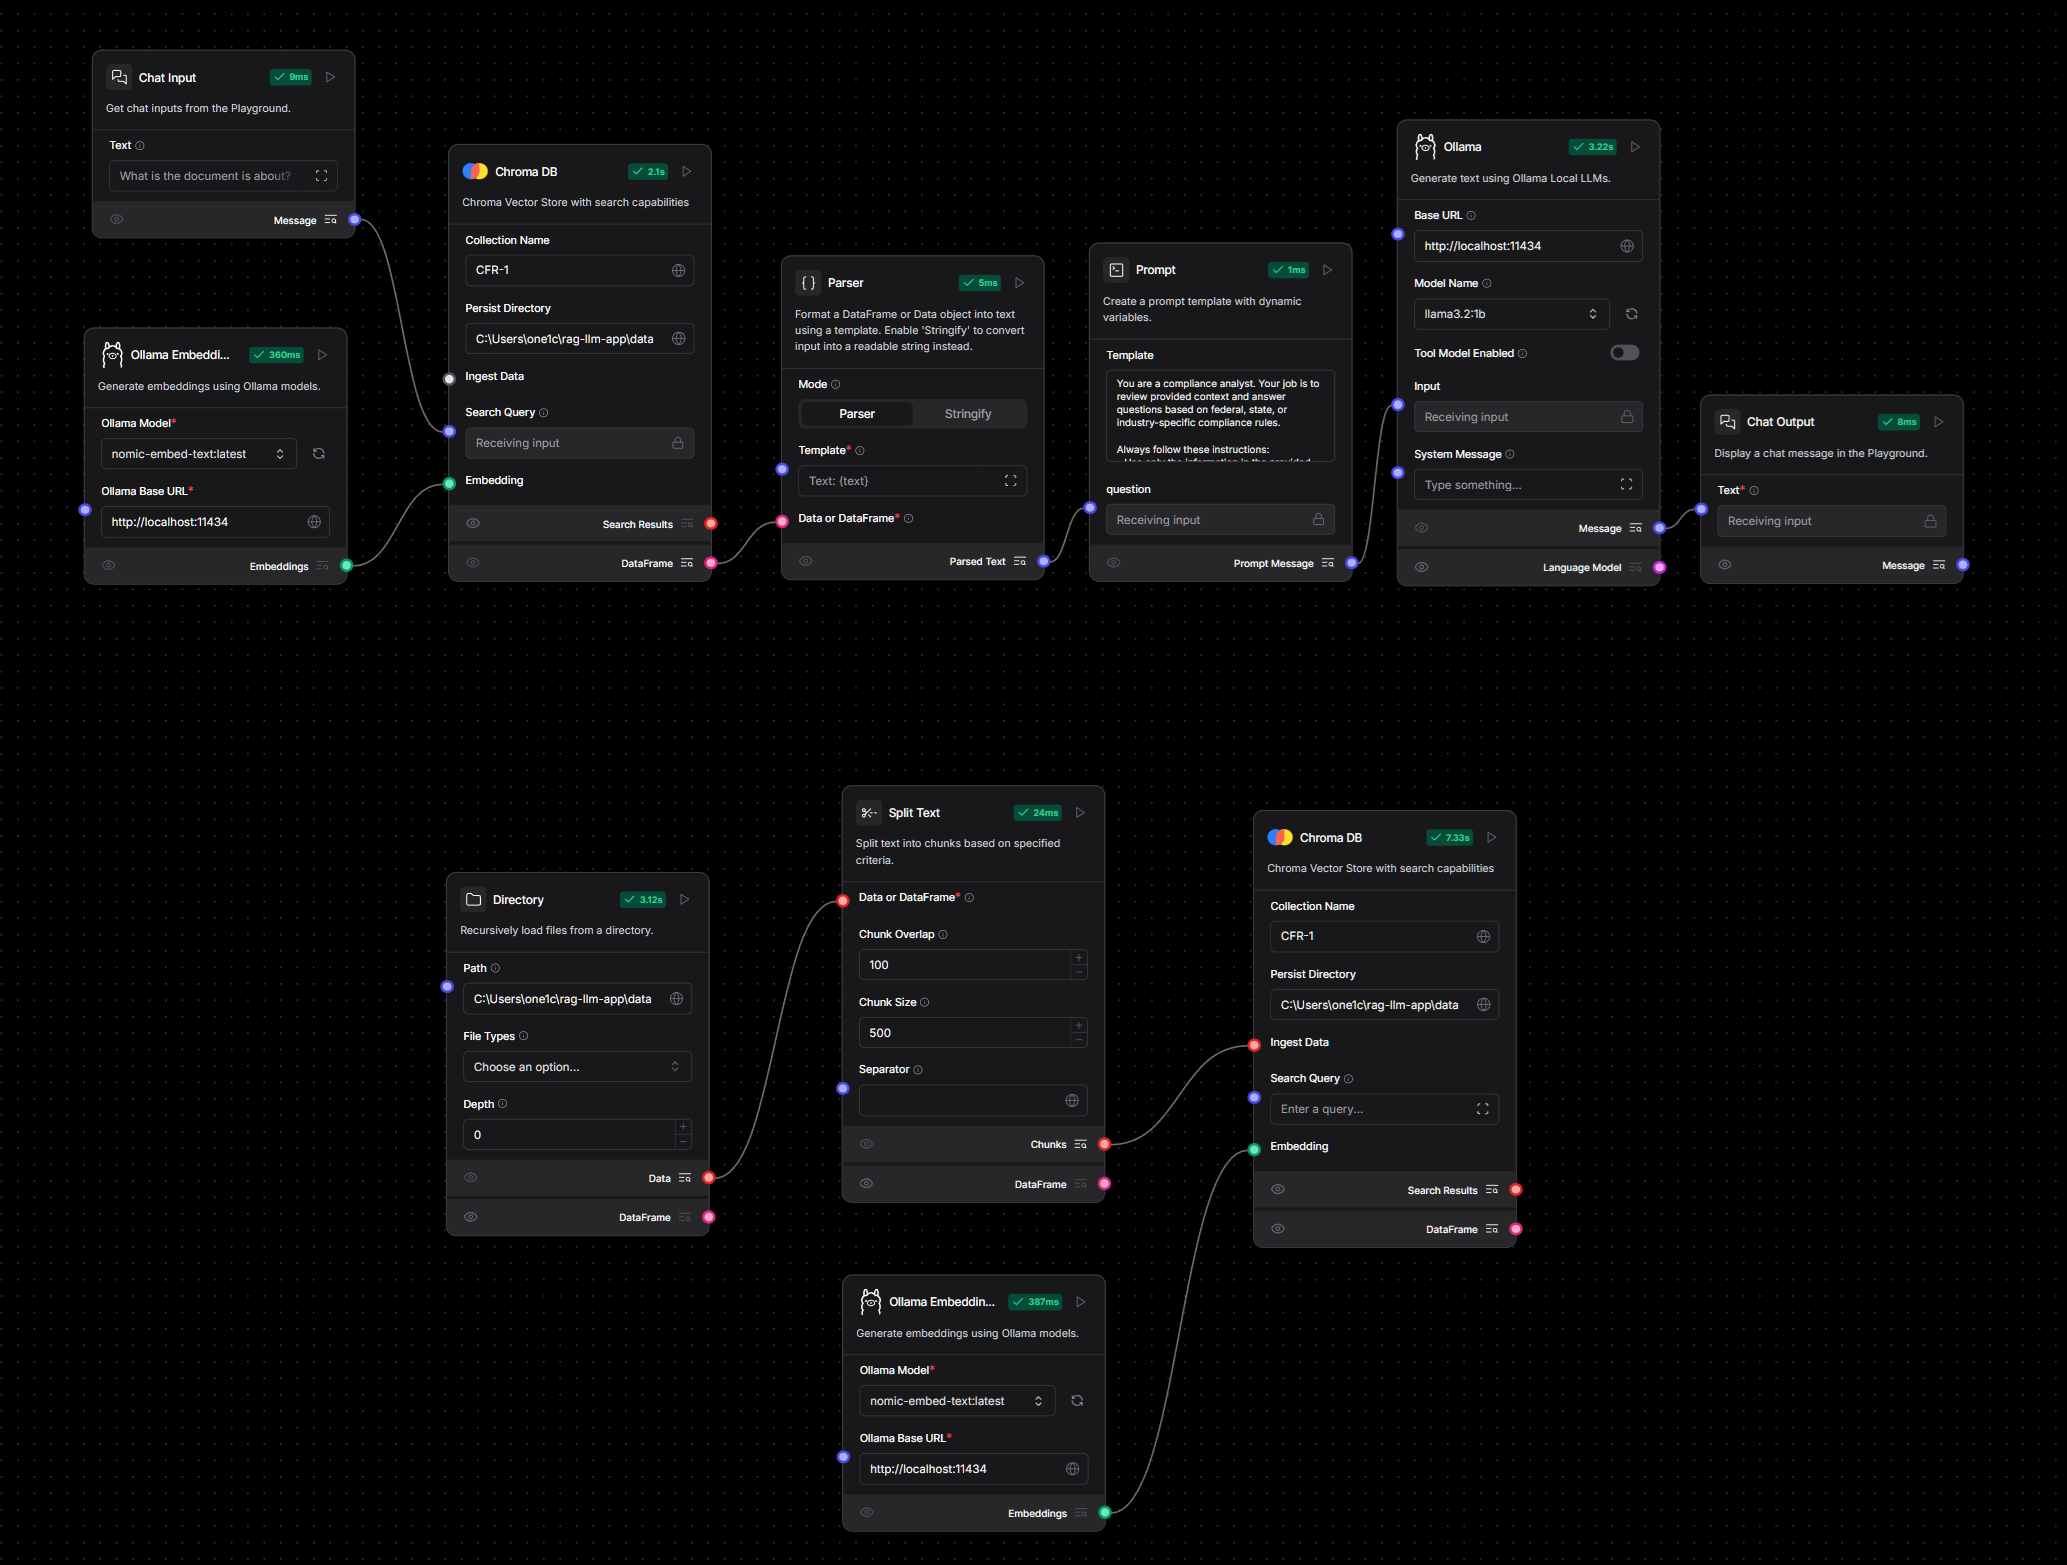 Chat Input
9ms
Get chat inputs from the Playground.
Text
What is the document is about?
Message
Ollama Embeddi...
360ms
Generate embeddings using Ollama models.
Ollama Model*
nomic-embed-text:latest
Ollama Base URL*
http://localhost:11434
Embeddings
Chroma DB
2.1s
Chroma Vector Store with search capabilities
Collection Name
CFR-1
Persist Directory
C:\Users\one1c\rag-llm-app\data
Ingest Data
Search Query
Receiving input
Embedding
Search Results
DataFrame
Parser
5ms
Format a DataFrame or Data object into text
using a template. Enable 'Stringify' to convert
input into a readable string instead.
Mode
Parser
Stringify
Template*
Text: {text}
Data or DataFrame*
Parsed Text
Prompt
1ms
Create a prompt template with dynamic
variables.
Template
You are a compliance analyst. Your job is to
review provided context and answer
questions based on federal, state, or
industry-specific compliance rules.
Always follow these instructions:
- Use only the information in the provided
question
Receiving input
Prompt Message
Ollama
3.22s
Generate text using Ollama Local LLMs.
Base URL
http://localhost:11434
Model Name
llama3.2:1b
Tool Model Enabled
Input
Receiving input
System Message
Type something...
Message
Language Model
Chat Output
8ms
Display a chat message in the Playground.
Text*
Receiving input
Message
Directory
3.12s
Recursively load files from a directory.
Path
C:\Users\one1c\rag-llm-app\data
File Types
Choose an option...
Depth
0
Data
DataFrame
Split Text
24ms
Split text into chunks based on specified
criteria.
Data or DataFrame*
Chunk Overlap
100
Chunk Size
500
Separator
Chunks
DataFrame
Ollama Embeddin...
387ms
Generate embeddings using Ollama models.
Ollama Model*
nomic-embed-text:latest
Ollama Base URL*
http://localhost:11434
Embeddings
Chroma DB
7.33s
Chroma Vector Store with search capabilities
Collection Name
CFR-1
Persist Directory
C:\Users\one1c\rag-llm-app\data
Ingest Data
Search Query
Enter a query...
Embedding
Search Results
DataFrame